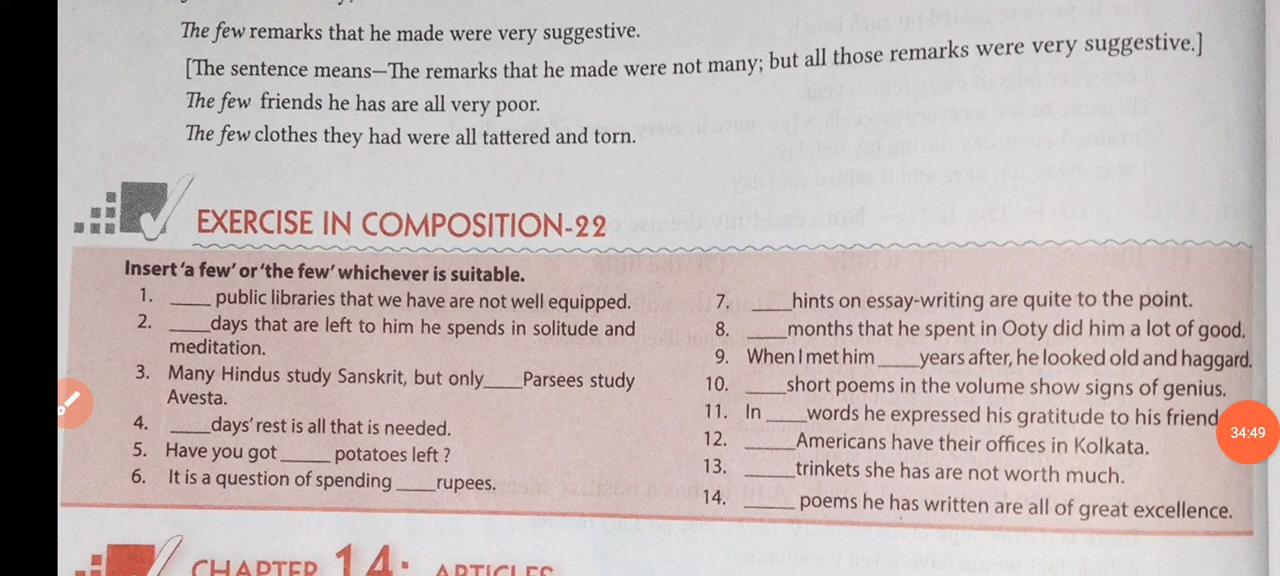 The few remarks that he made were very suggestive.
[The sentence means—The remarks that he made were not many; but all those remarks were very suggestive.]
The few friends he has are all very poor.
The few clothes they had were all tattered and torn.
EXERCISE IN COMPOSITION-22
Insert 'a few' or 'the few' whichever is suitable.
1. ____ public libraries that we have are not well equipped.
2. ____days that are left to him he spends in solitude and
meditation.
3. Many Hindus study Sanskrit, but only____Parsees study
Avesta.
4. ____days' rest is all that is needed.
5. Have you got _____ potatoes left ?
6. It is a question of spending ____rupees.
7. ____hints on essay-writing are quite to the point.
8. ____months that he spent in Ooty did him a lot of good.
9. When I met him____years after, he looked old and haggard.
10. ____short poems in the volume show signs of genius.
11. In ____words he expressed his gratitude to his friend
12. _____Americans have their offices in Kolkata.
13. _____trinkets she has are not worth much.
14. _____ poems he has written are all of great excellence.
34:49
CHAPTER 14: ARTICLES